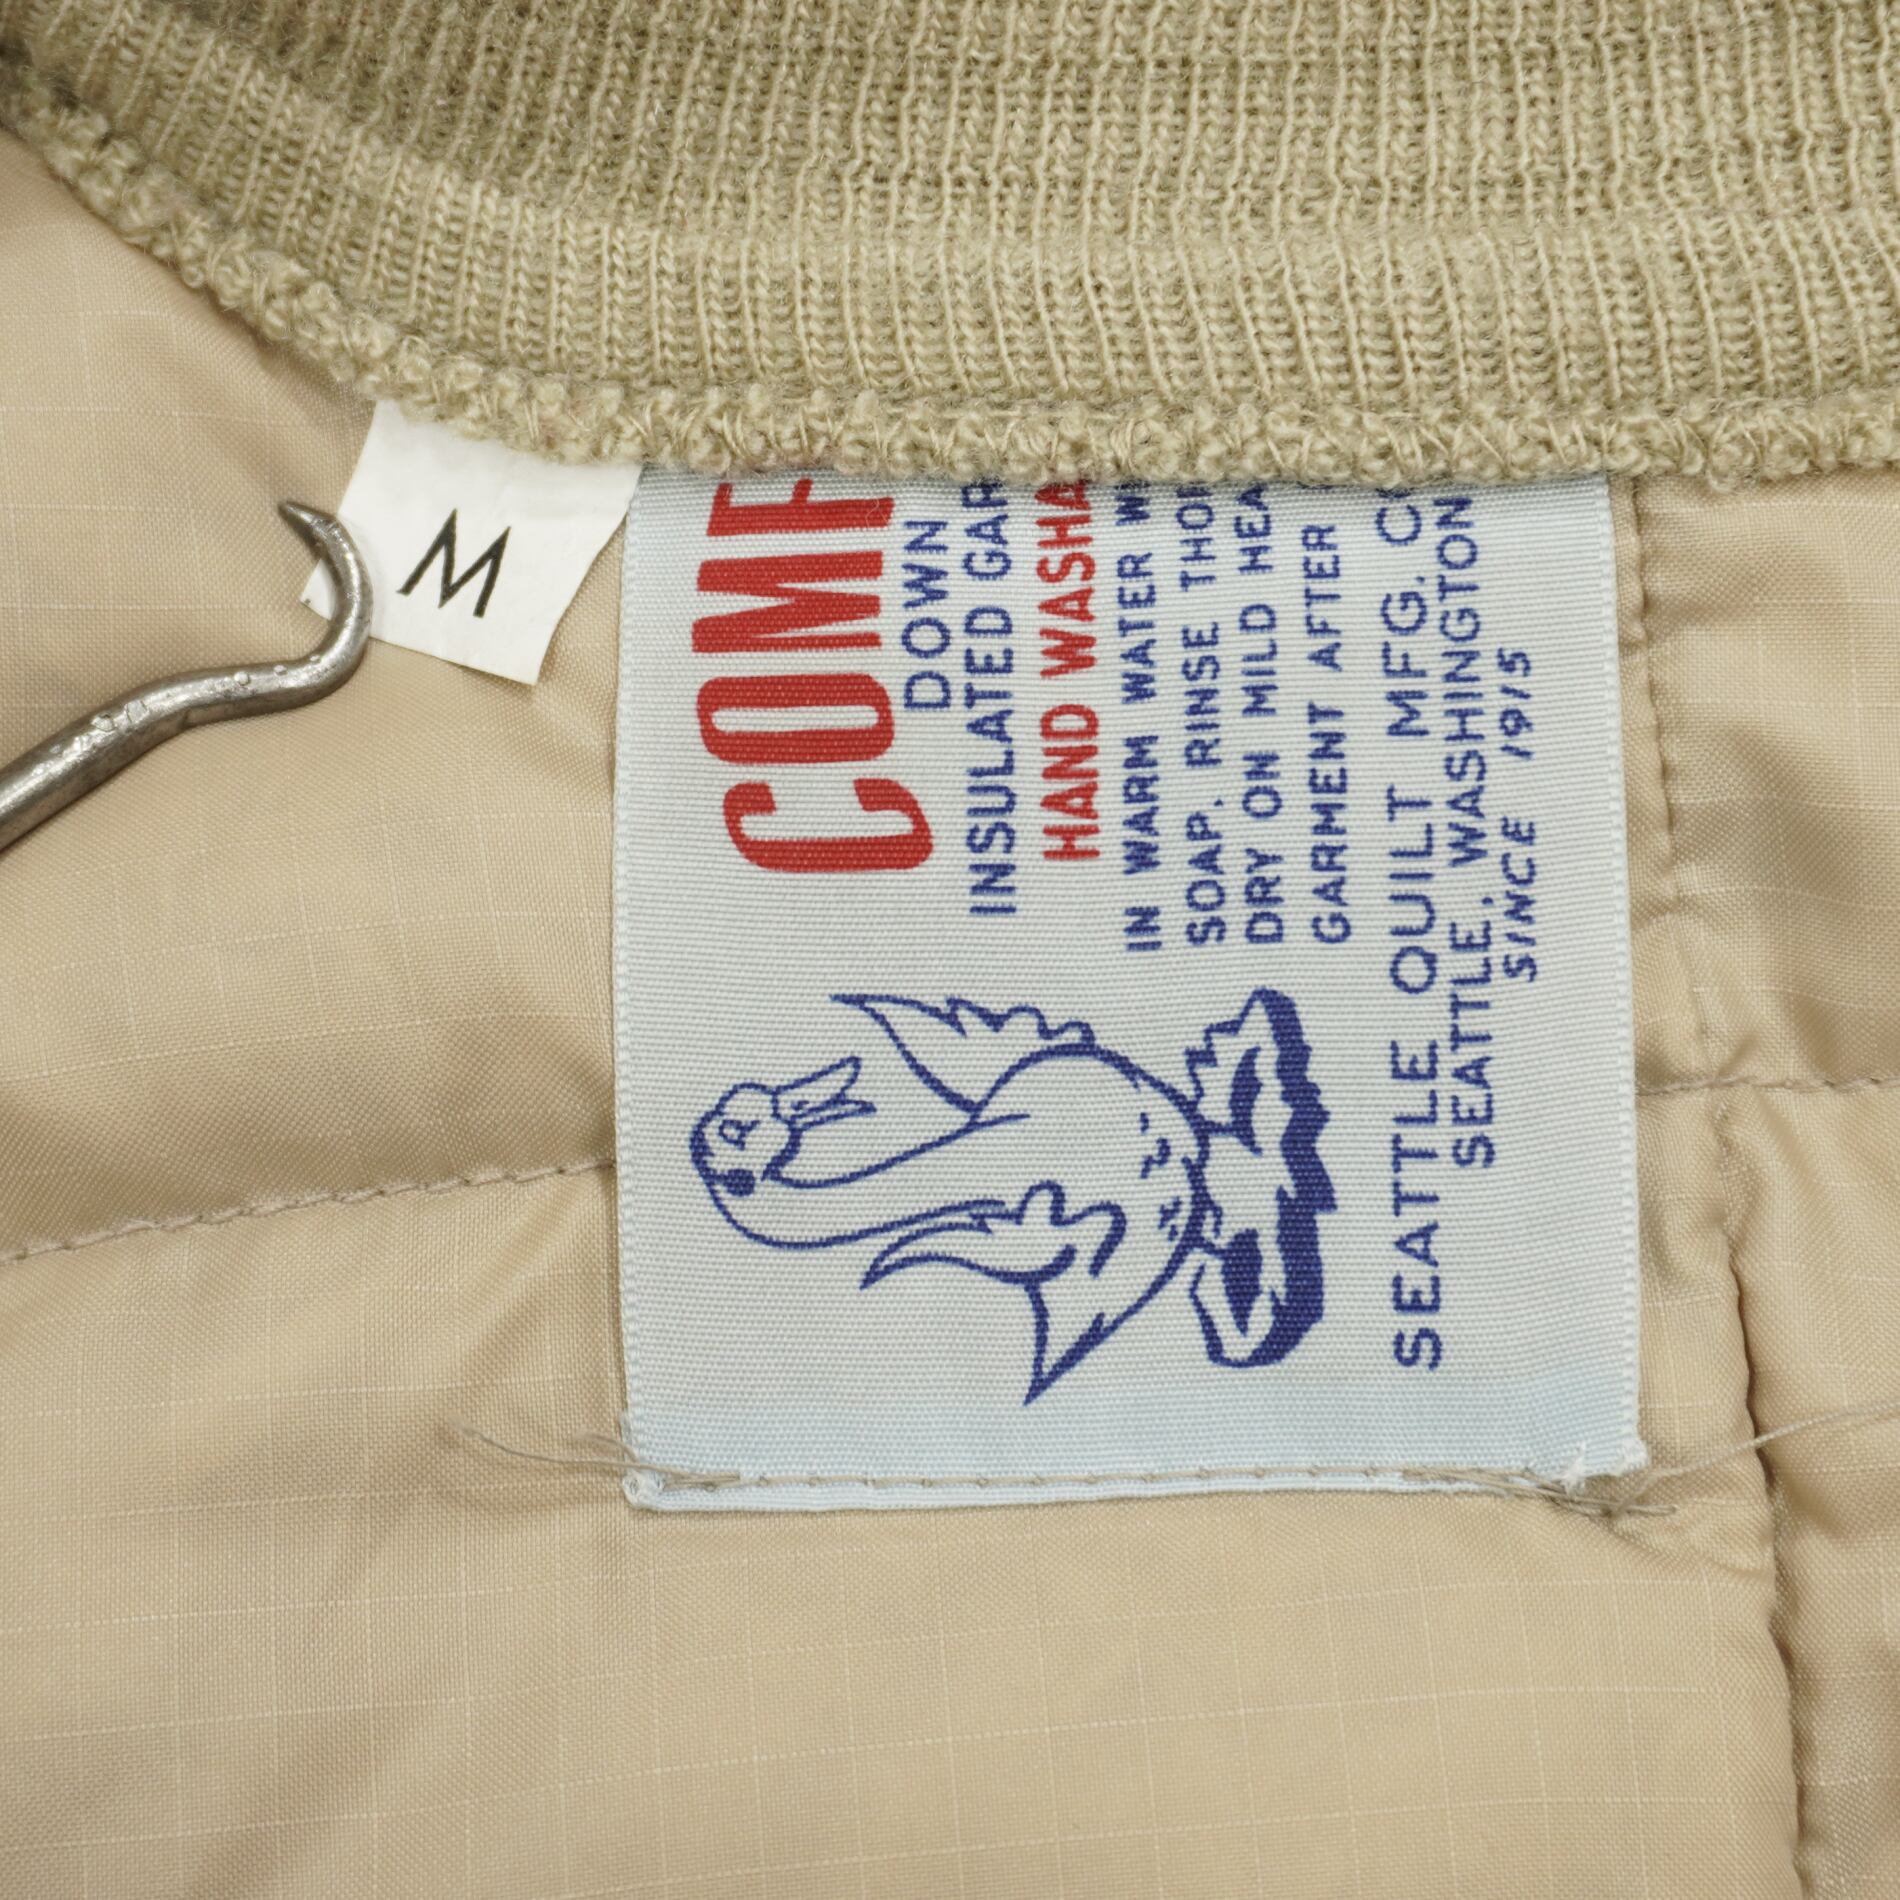 M
COMF
DOWN
INSULATED GAR
HAND WASHA
IN WARM WATER W
SOAP. RINSE THOR
DRY ON MILD HEA
GARMENT AFTER
SEATTLE QUILT MFG. CO
SEATTLE, WASHINGTON
SINCE 1915